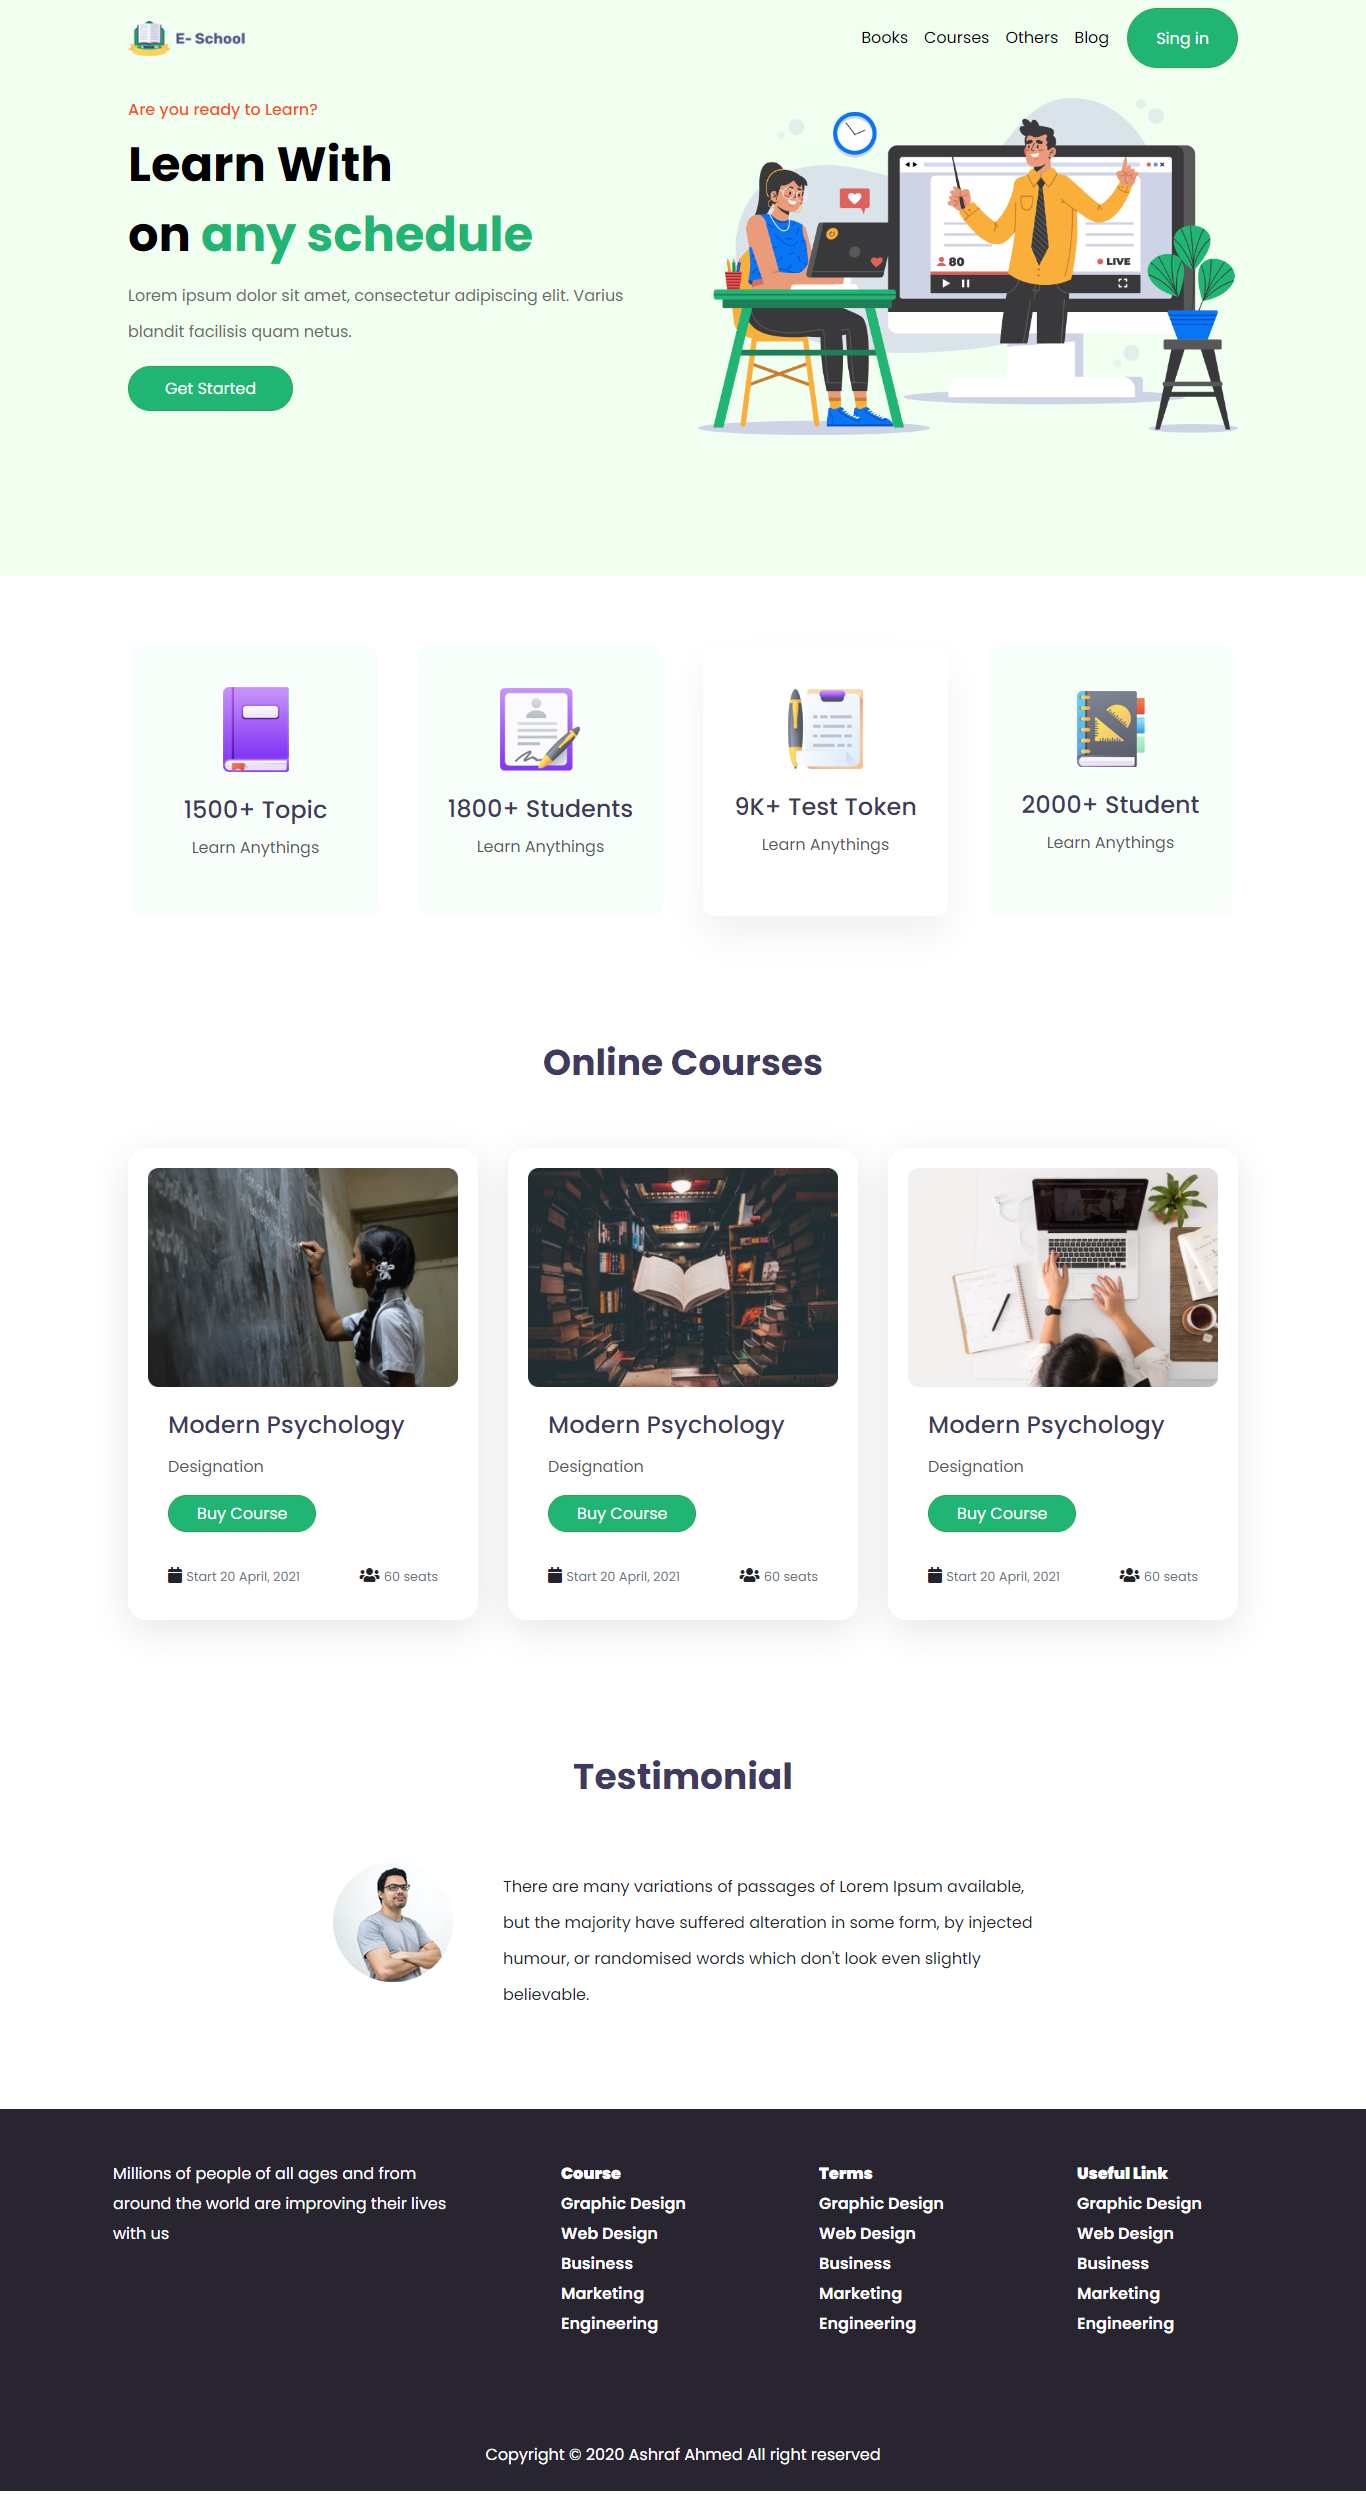 E- School
Books Courses Others Blog Sing in
Are you ready to Learn?
Learn With
on any schedule
Lorem ipsum dolor sit amet, consectetur adipiscing elit. Varius
blandit facilisis quam netus.
Get Started
80
LIVE
1500+ Topic
Learn Anythings
1800+ Students
Learn Anythings
9K+ Test Token
Learn Anythings
2000+ Student
Learn Anythings
Online Courses
EXIT
Modern Psychology
Designation
Buy Course
Start 20 April, 2021 60 seats
Modern Psychology
Designation
Buy Course
Start 20 April, 2021 60 seats
Modern Psychology
Designation
Buy Course
Start 20 April, 2021 60 seats
Testimonial
There are many variations of passages of Lorem Ipsum available,
but the majority have suffered alteration in some form, by injected
humour, or randomised words which don't look even slightly
believable.
Millions of people of all ages and from
around the world are improving their lives
with us
Course
Graphic Design
Web Design
Business
Marketing
Engineering
Terms
Graphic Design
Web Design
Business
Marketing
Engineering
Useful Link
Graphic Design
Web Design
Business
Marketing
Engineering
Copyright © 2020 Ashraf Ahmed All right reserved